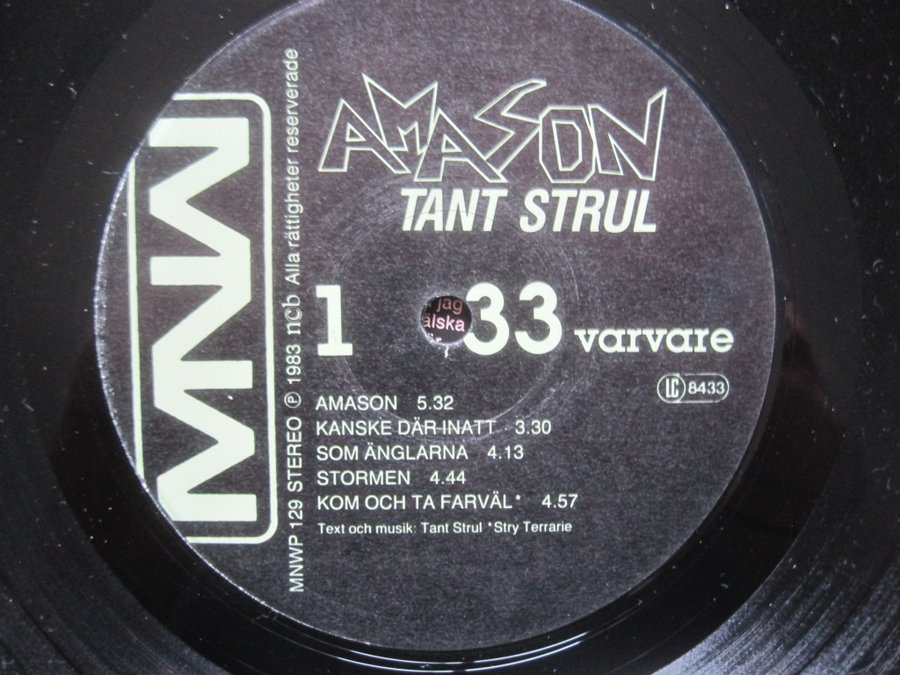 AMASON
TANT STRUL
MNW
MNWP 129 STEREO ℗ 1983 ncb Alla rättigheter reserverade
1
jag
älska
33 varvare
LC 8433
AMASON 5.32
KANSKE DÄR INATT 3.30
SOM ÄNGLARNA 4.13
STORMEN 4.44
KOM OCH TA FARVÄL* 4.57
Text och musik: Tant Strul *Stry Terrarie